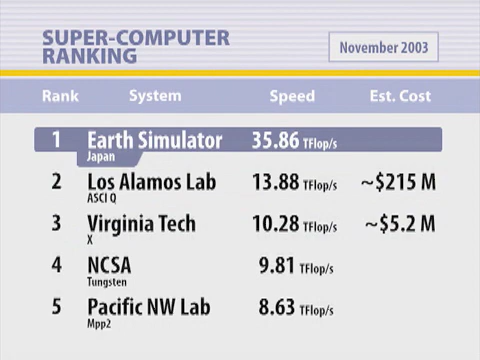 SUPER-COMPUTER
RANKING
November 2003
Rank System Speed Est. Cost
1 Earth Simulator 35.86 TFlop/s
Japan
2 Los Alamos Lab 13.88 TFlop/s ~$215 M
ASCI Q
3 Virginia Tech 10.28 TFlop/s ~$5.2 M
X
4 NCSA 9.81 TFlop/s
Tungsten
5 Pacific NW Lab 8.63 TFlop/s
Mpp2